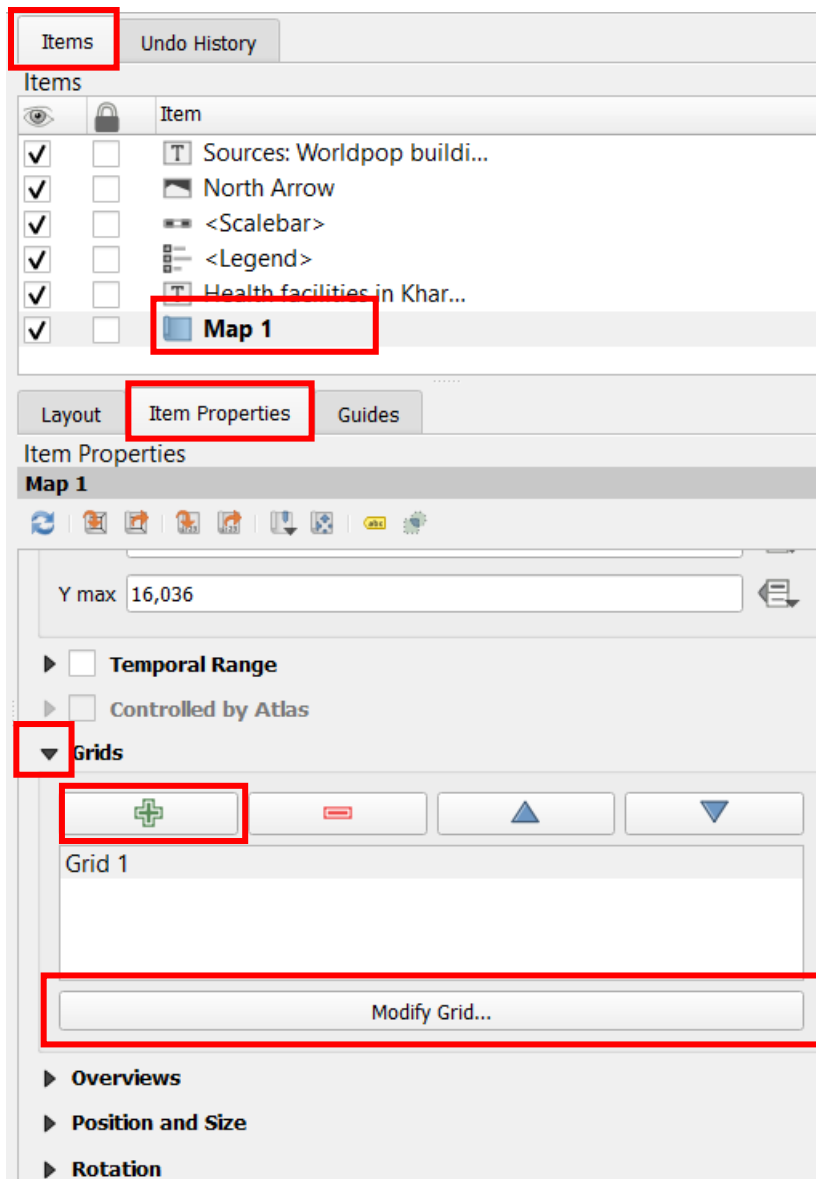 Items Undo History
Items
Item
T Sources: Worldpop buildi...
North Arrow
<Scalebar>
<Legend>
T Health facilities in Khar...
Map 1
Layout Item Properties Guides
Item Properties
Map 1
abc
Y max 16,036
Temporal Range
Controlled by Atlas
Grids
Grid 1
Modify Grid...
Overviews
Position and Size
Rotation